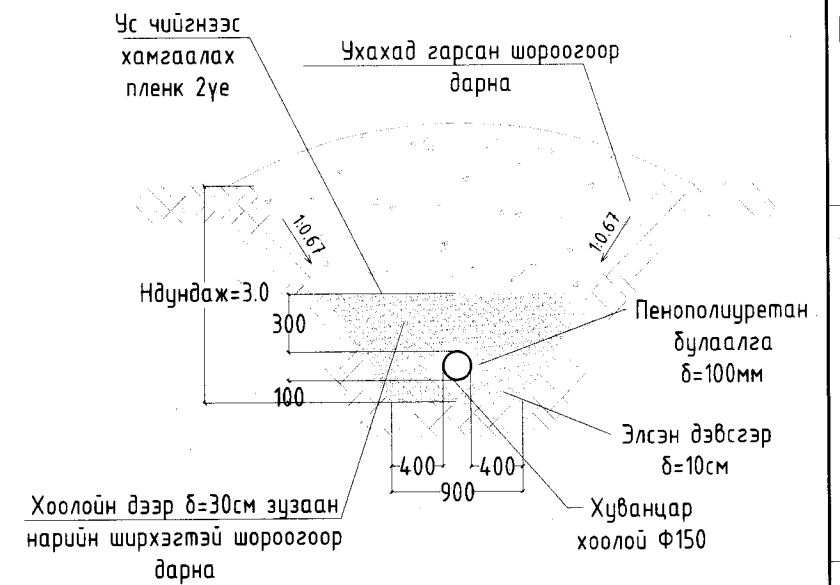 Ус чийгнээс
хамгаалах
пленк 2үе
Ухахад гарсан шороогоор
дарна
1:0.67
1:0.67
Hдундаж=3.0
300
100
Пенополиуретан
булаалга
δ=100мм
Элсэн дэвсгэр
δ=10см
400
400
900
Хоолойн дээр δ=30см зузаан
нарийн ширхэгтэй шороогоор
дарна
Хуванцар
хоолой Ф150